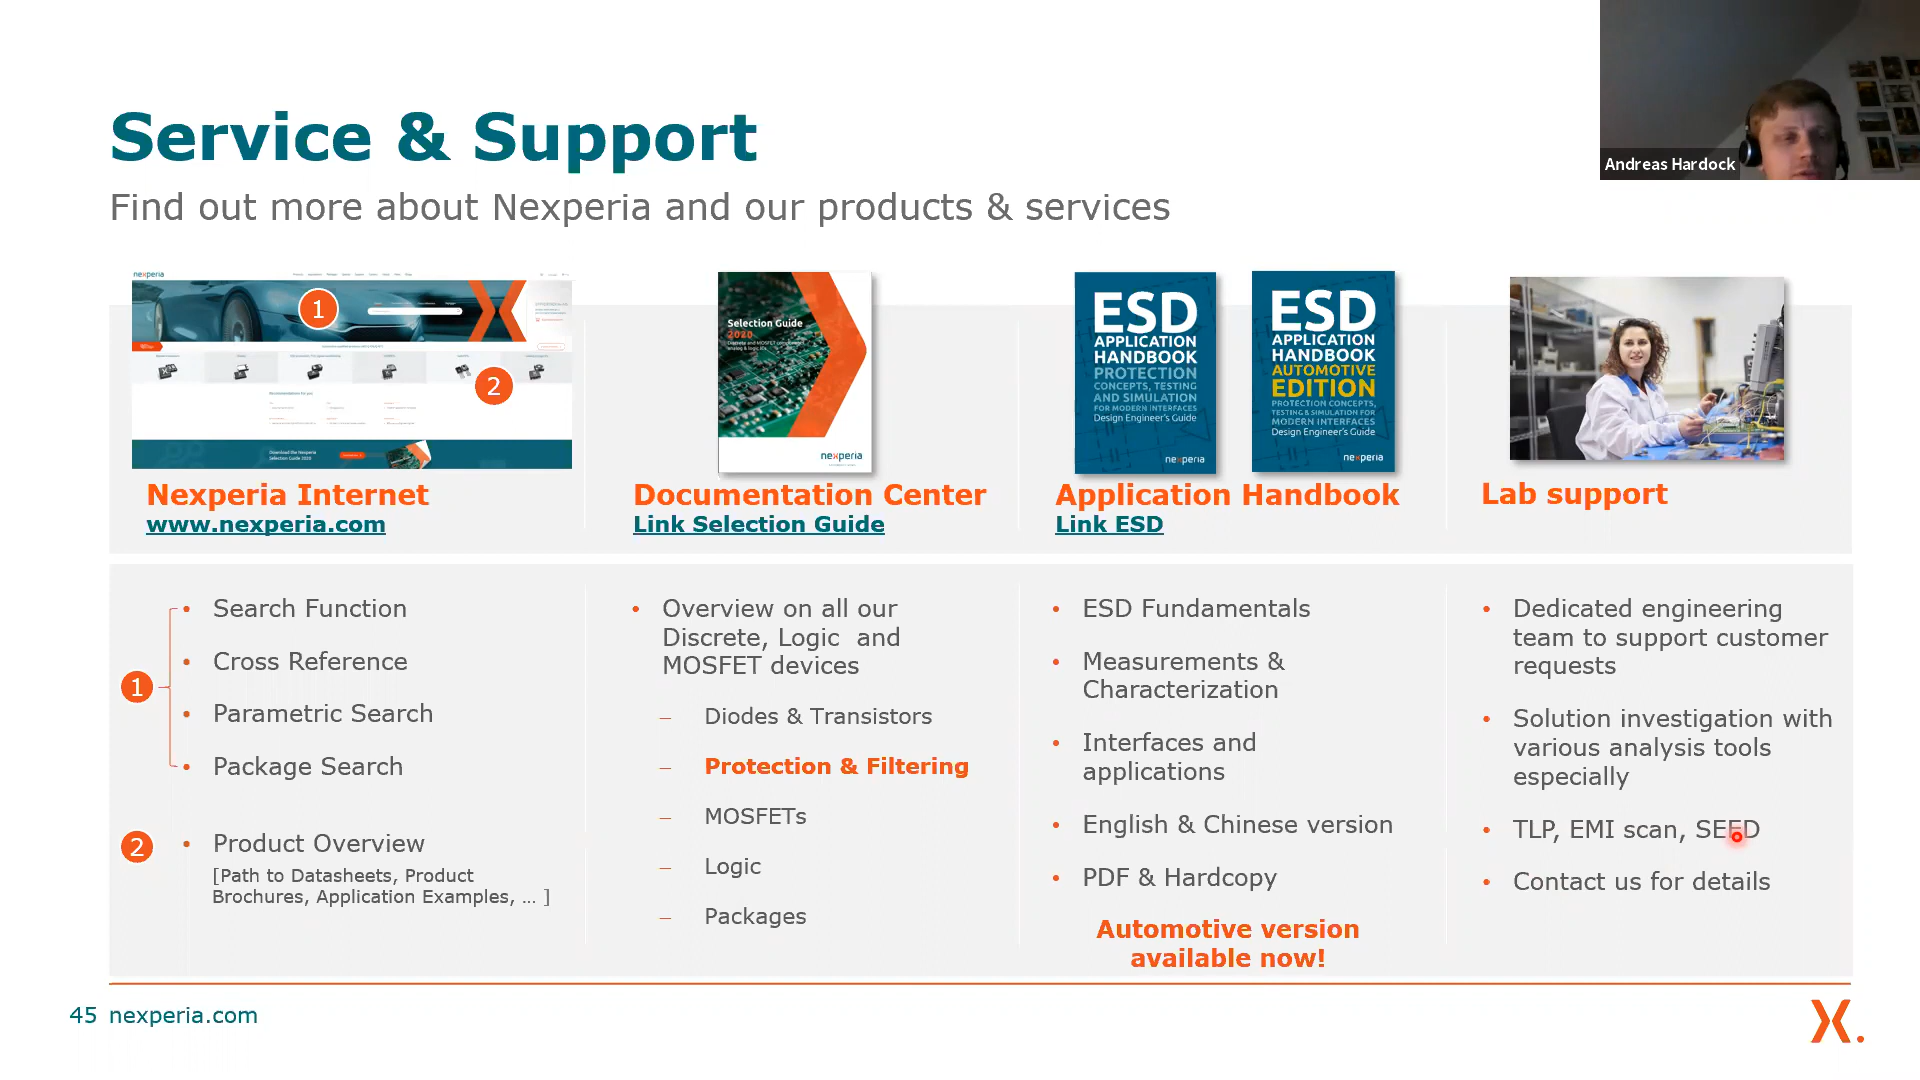 Service & Support
Find out more about Nexperia and our products & services
Andreas Hardock
nexperia
1
2
Download the Nexperia
Selection Guide 2020
Nexperia Internet
www.nexperia.com
Selection Guide
2020
nexperia
Documentation Center
Link Selection Guide
ESD
APPLICATION
HANDBOOK
PROTECTION
CONCEPTS, TESTING
AND SIMULATION
FOR MODERN INTERFACES
Design Engineer's Guide
nexperia
ESD
APPLICATION
HANDBOOK
AUTOMOTIVE
EDITION
PROTECTION CONCEPTS,
TESTING & SIMULATION FOR
MODERN INTERFACES
Design Engineer's Guide
nexperia
Application Handbook
Link ESD
Lab support
1
• Search Function
• Cross Reference
• Parametric Search
• Package Search
2
• Product Overview
[Path to Datasheets, Product
Brochures, Application Examples, ... ]
• Overview on all our
Discrete, Logic and
MOSFET devices
– Diodes & Transistors
– Protection & Filtering
– MOSFETs
– Logic
– Packages
• ESD Fundamentals
• Measurements &
Characterization
• Interfaces and
applications
• English & Chinese version
• PDF & Hardcopy
Automotive version
available now!
• Dedicated engineering
team to support customer
requests
• Solution investigation with
various analysis tools
especially
• TLP, EMI scan, SEED
• Contact us for details
45 nexperia.com